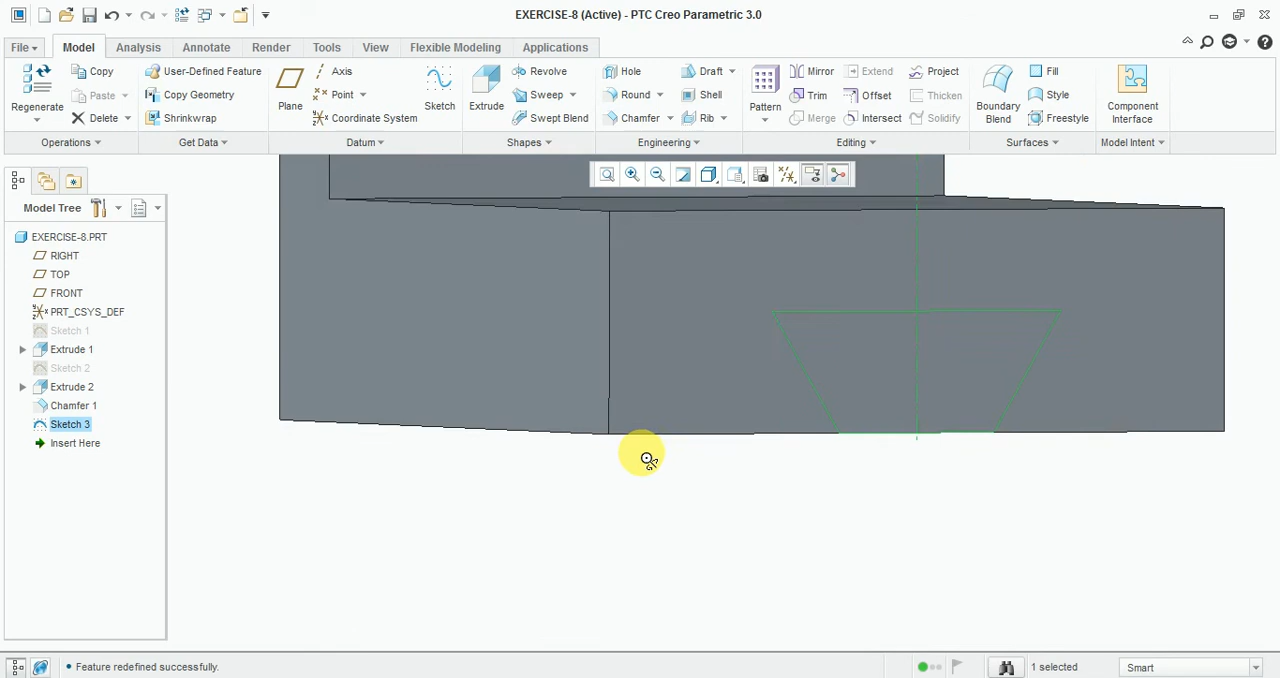 EXERCISE-8 (Active) - PTC Creo Parametric 3.0
File Model Analysis Annotate Render Tools View Flexible Modeling Applications
Regenerate Copy Paste Delete
User-Defined Feature Copy Geometry Shrinkwrap
Plane Axis Point Coordinate System Sketch
Extrude Revolve Sweep Swept Blend
Hole Round Chamfer Draft Shell Rib
Pattern Mirror Trim Merge Extend Offset Intersect Project Thicken Solidify
Boundary Blend Fill Style Freestyle
Component Interface
Operations Get Data Datum Shapes Engineering Editing Surfaces Model Intent
Model Tree
EXERCISE-8.PRT
RIGHT
TOP
FRONT
PRT_CSYS_DEF
Sketch 1
Extrude 1
Sketch 2
Extrude 2
Chamfer 1
Sketch 3
Insert Here
Feature redefined successfully. 1 selected Smart